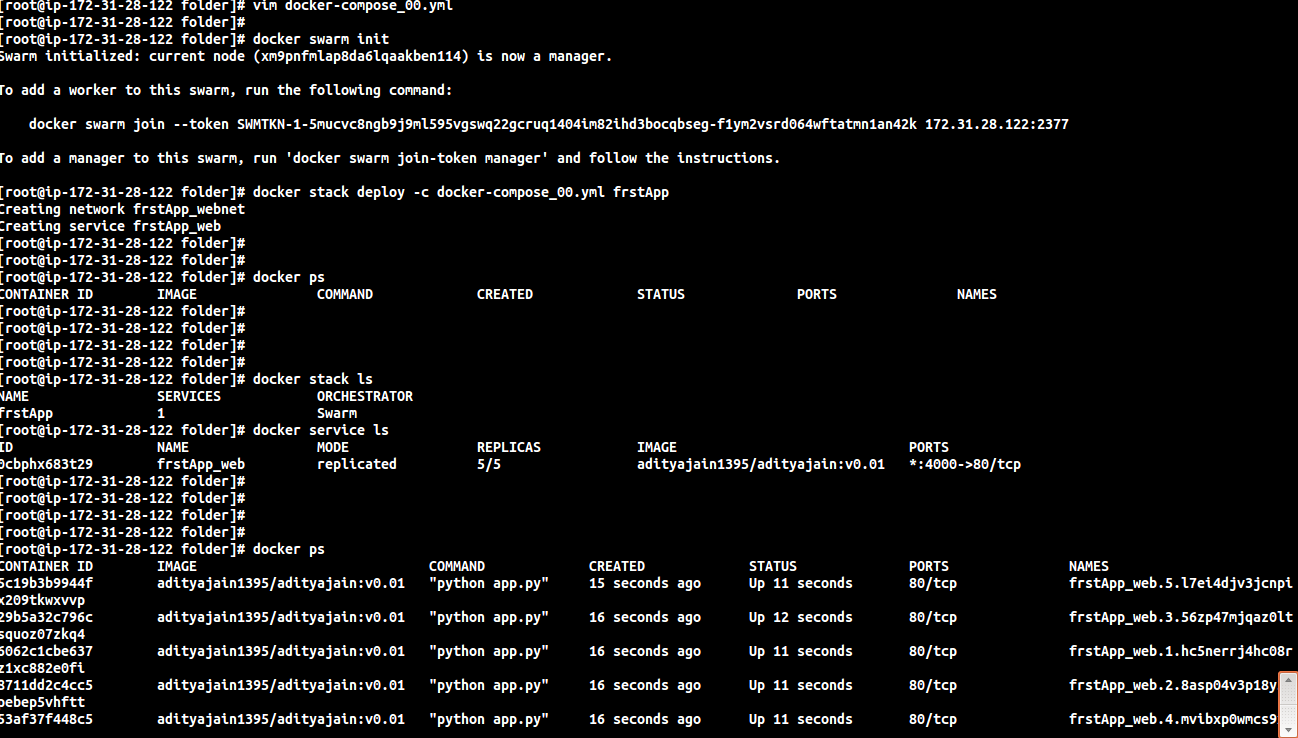 [root@ip-172-31-28-122 folder]# vim docker-compose_00.yml
[root@ip-172-31-28-122 folder]#
[root@ip-172-31-28-122 folder]# docker swarm init
Swarm initialized: current node (xm9pnfmlap8da6lqaakben114) is now a manager.
To add a worker to this swarm, run the following command:
docker swarm join --token SWMTKN-1-5mucvc8ngb9j9ml595vgswq22gcruq1404im82ihd3bocqbseg-f1ym2vsrd064wftatmn1an42k 172.31.28.122:2377
To add a manager to this swarm, run 'docker swarm join-token manager' and follow the instructions.
[root@ip-172-31-28-122 folder]# docker stack deploy -c docker-compose_00.yml frstApp
Creating network frstApp_webnet
Creating service frstApp_web
[root@ip-172-31-28-122 folder]#
[root@ip-172-31-28-122 folder]#
[root@ip-172-31-28-122 folder]# docker ps
CONTAINER ID IMAGE COMMAND CREATED STATUS PORTS NAMES
[root@ip-172-31-28-122 folder]#
[root@ip-172-31-28-122 folder]#
[root@ip-172-31-28-122 folder]#
[root@ip-172-31-28-122 folder]#
[root@ip-172-31-28-122 folder]# docker stack ls
NAME SERVICES ORCHESTRATOR
frstApp 1 Swarm
[root@ip-172-31-28-122 folder]# docker service ls
ID NAME MODE REPLICAS IMAGE PORTS
0cbphx683t29 frstApp_web replicated 5/5 adityajain1395/adityajain:v0.01 *:4000->80/tcp
[root@ip-172-31-28-122 folder]#
[root@ip-172-31-28-122 folder]#
[root@ip-172-31-28-122 folder]#
[root@ip-172-31-28-122 folder]#
[root@ip-172-31-28-122 folder]# docker ps
CONTAINER ID IMAGE COMMAND CREATED STATUS PORTS NAMES
5c19b3b9944f adityajain1395/adityajain:v0.01 "python app.py" 15 seconds ago Up 11 seconds 80/tcp frstApp_web.5.l7ei4djv3jcnpi
x209tkwxvvp
29b5a32c796c adityajain1395/adityajain:v0.01 "python app.py" 16 seconds ago Up 12 seconds 80/tcp frstApp_web.3.56zp47mjqaz0lt
squoz07zkq4
6062c1cbe637 adityajain1395/adityajain:v0.01 "python app.py" 16 seconds ago Up 11 seconds 80/tcp frstApp_web.1.hc5nerrj4hc08r
z1xc882e0fi
8711dd2c4cc5 adityajain1395/adityajain:v0.01 "python app.py" 16 seconds ago Up 11 seconds 80/tcp frstApp_web.2.8asp04v3p18y
oebep5vhftt
53af37f448c5 adityajain1395/adityajain:v0.01 "python app.py" 16 seconds ago Up 11 seconds 80/tcp frstApp_web.4.mvibxp0wmcs9